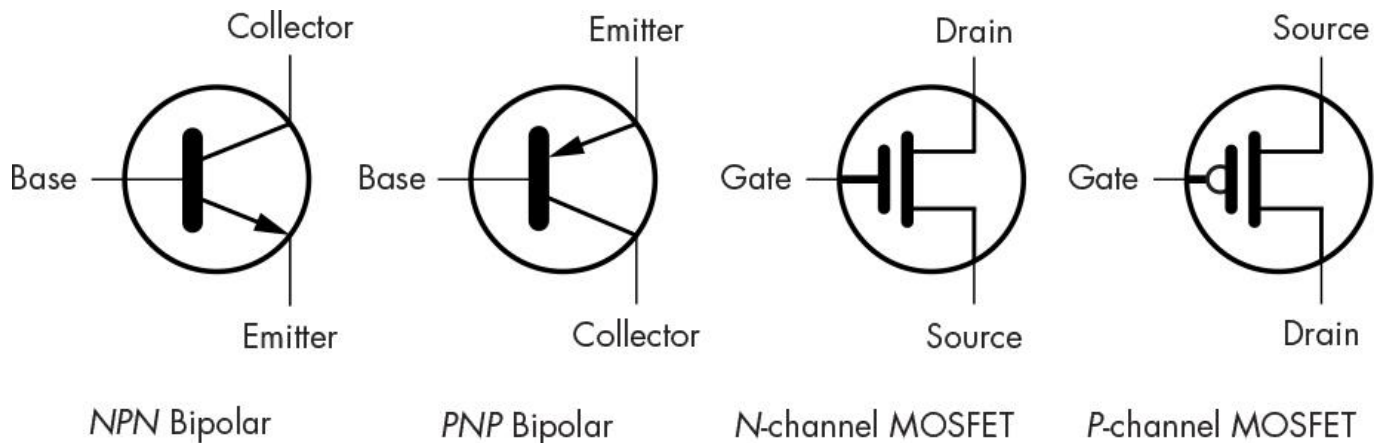 Collector
Emitter
Drain
Source
Base
Base
Gate
Gate
Emitter
Collector
Source
Drain
NPN Bipolar
PNP Bipolar
N-channel MOSFET
P-channel MOSFET